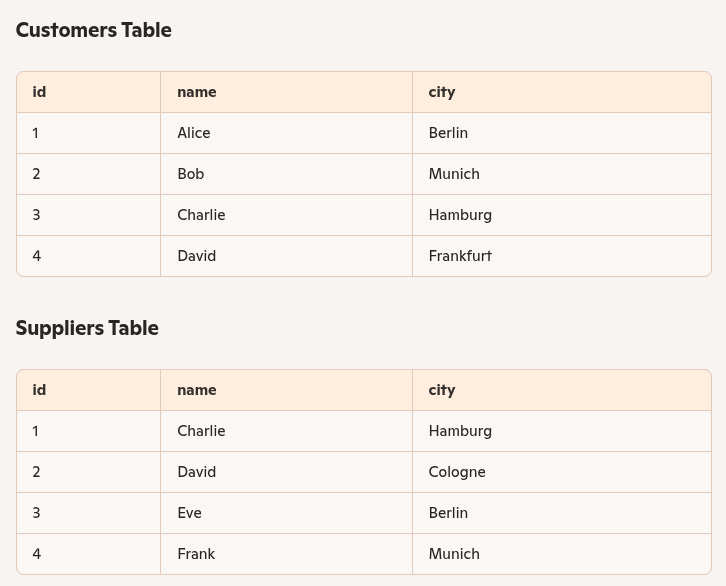 Customers Table
id name city
1 Alice Berlin
2 Bob Munich
3 Charlie Hamburg
4 David Frankfurt
Suppliers Table
id name city
1 Charlie Hamburg
2 David Cologne
3 Eve Berlin
4 Frank Munich